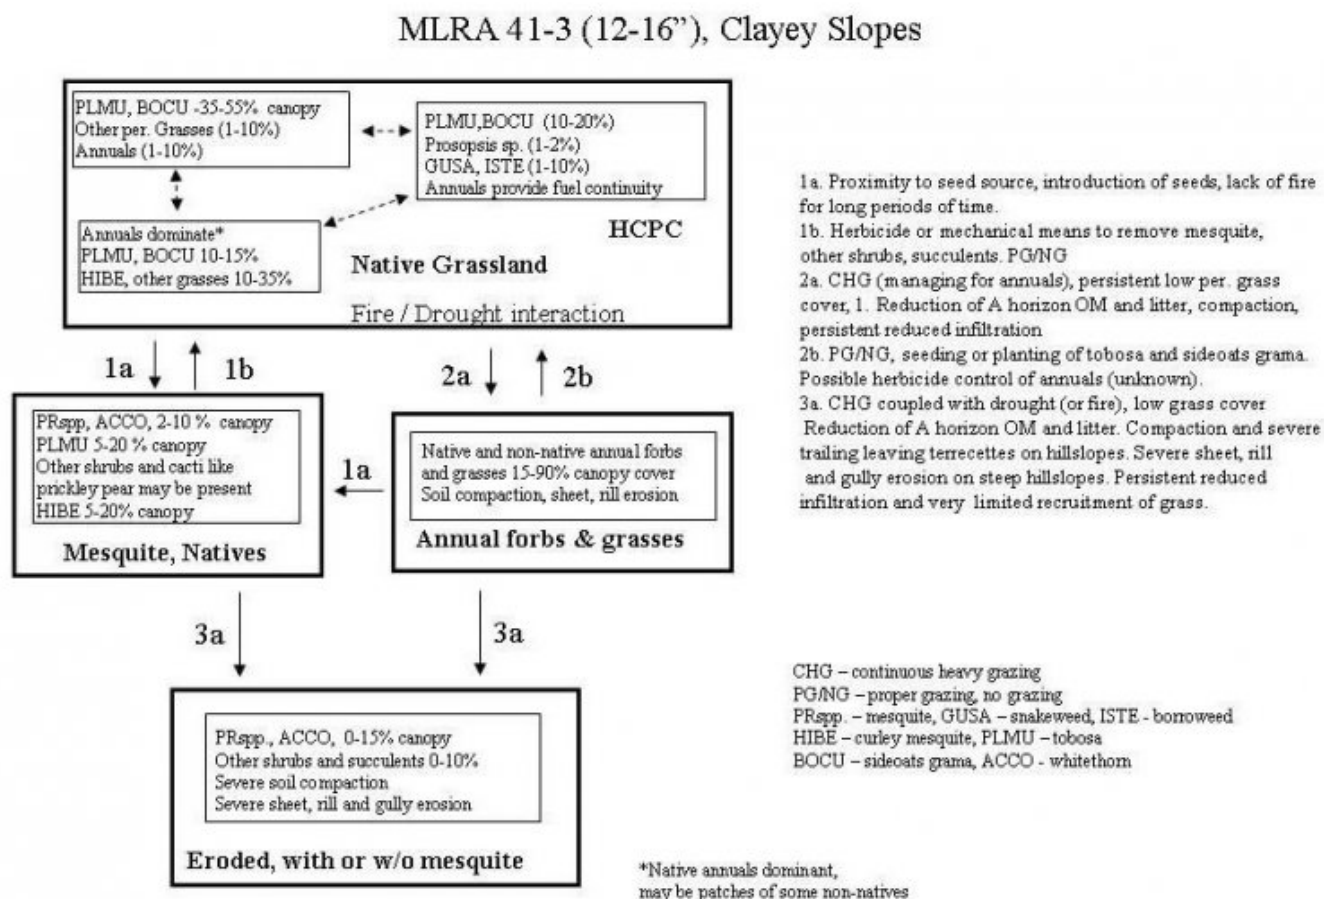 MLRA 41-3 (12-16”), Clayey Slopes
PLMU, BOCU -35-55% canopy
Other per. Grasses (1-10%)
Annuals (1-10%)
PLMU,BOCU (10-20%)
Prosopsis sp. (1-2%)
GUSA, ISTE (1-10%)
Annuals provide fuel continuity
HCPC
Annuals dominate*
PLMU, BOCU 10-15%
HIBE, other grasses 10-35%
Native Grassland
Fire / Drought interaction
1a
1b
2a
2b
PRspp, ACCO, 2-10 % canopy
PLMU 5-20 % canopy
Other shrubs and cacti like
prickley pear may be present
HIBE 5-20% canopy
Mesquite, Natives
1a
Native and non-native annual forbs
and grasses 15-90% canopy cover
Soil compaction, sheet, rill erosion
Annual forbs & grasses
3a
3a
PRspp., ACCO, 0-15% canopy
Other shrubs and succulents 0-10%
Severe soil compaction
Severe sheet, rill and gully erosion
Eroded, with or w/o mesquite
1a. Proximity to seed source, introduction of seeds, lack of fire
for long periods of time.
1b. Herbicide or mechanical means to remove mesquite,
other shrubs, succulents. PG/NG
2a. CHG (managing for annuals), persistent low per. grass
cover, 1. Reduction of A horizon OM and litter, compaction,
persistent reduced infiltration
2b. PG/NG, seeding or planting of tobosa and sideoats grama.
Possible herbicide control of annuals (unknown).
3a. CHG coupled with drought (or fire), low grass cover
Reduction of A horizon OM and litter. Compaction and severe
trailing leaving terrecettes on hillslopes. Severe sheet, rill
and gully erosion on steep hillslopes. Persistent reduced
infiltration and very limited recruitment of grass.
CHG – continuous heavy grazing
PG/NG – proper grazing, no grazing
PRspp. – mesquite, GUSA – snakeweed, ISTE - borroweed
HIBE – curley mesquite, PLMU – tobosa
BOCU – sideoats grama, ACCO - whitethorn
*Native annuals dominant,
may be patches of some non-natives